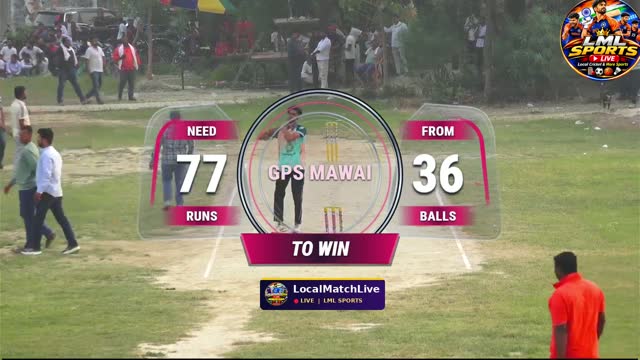 LML
SPORTS
LIVE
Local Cricket & More Sports
NEED
77
RUNS
GPS MAWAI
FROM
36
BALLS
TO WIN
LocalMatchLive
LIVE | LML SPORTS